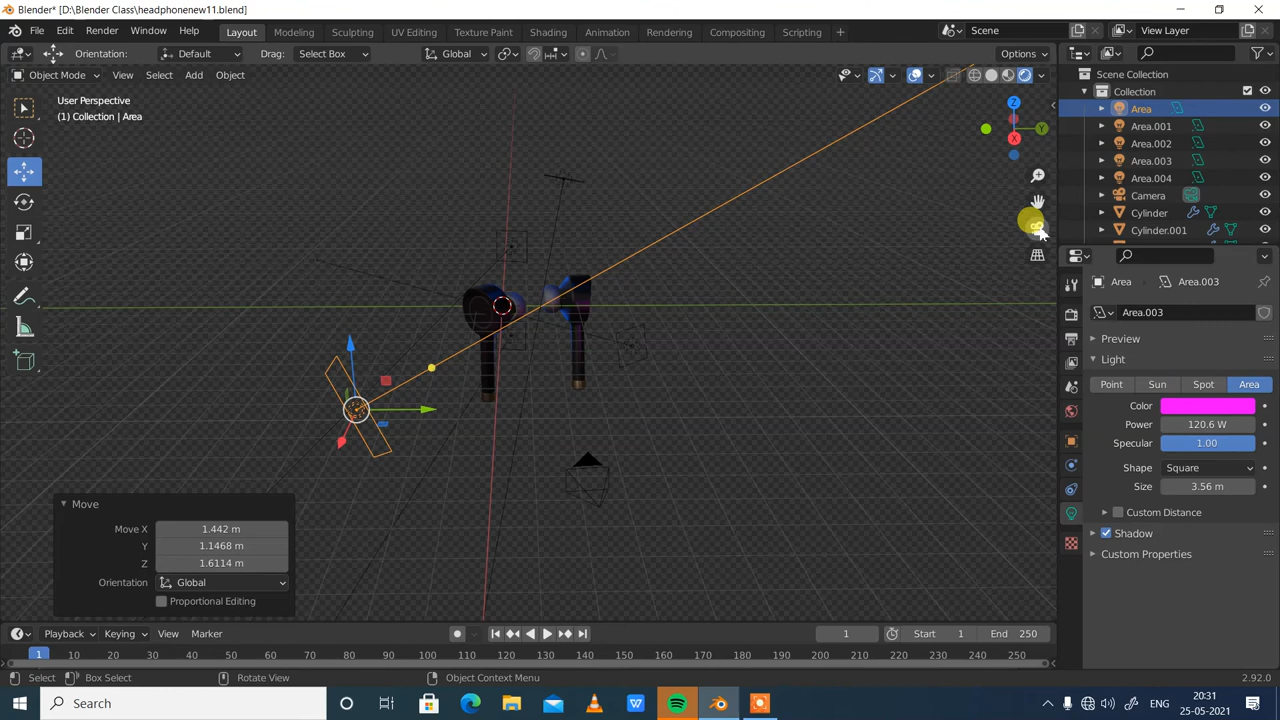 Blender* [D:\Blender Class\headphonenew11.blend]
File Edit Render Window Help Layout Modeling Sculpting UV Editing Texture Paint Shading Animation Rendering Compositing Scripting + Scene View Layer
Orientation: Default Drag: Select Box Global Options
Object Mode View Select Add Object
User Perspective
(1) Collection | Area
Z
Y
X
Scene Collection
Collection
Area
Area.001
Area.002
Area.003
Area.004
Camera
Cylinder
Cylinder.001
Area Area.003
Area.003
Preview
Light
Point Sun Spot Area
Color
Power 120.6 W
Specular 1.00
Shape Square
Size 3.56 m
Custom Distance
Shadow
Custom Properties
Move
Move X 1.442 m
Y 1.1468 m
Z 1.6114 m
Orientation Global
Proportional Editing
Playback Keying View Marker 1 Start 1 End 250
1 10 20 30 40 50 60 70 80 90 100 110 120 130 140 150 160 170 180 190 200 210 220 230 240 250
Select Box Select Rotate View Object Context Menu 2.92.0
Search ENG 20:31
25-05-2021